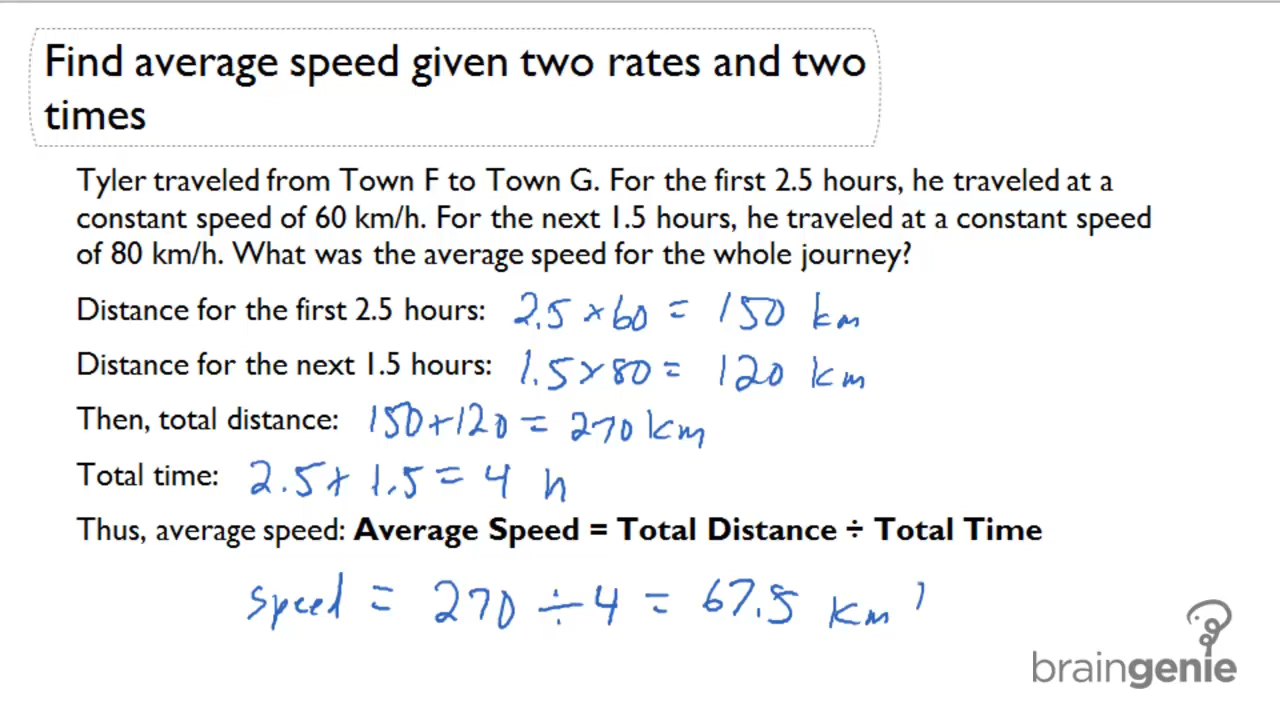 Find average speed given two rates and two
times
Tyler traveled from Town F to Town G. For the first 2.5 hours, he traveled at a
constant speed of 60 km/h. For the next 1.5 hours, he traveled at a constant speed
of 80 km/h. What was the average speed for the whole journey?
Distance for the first 2.5 hours: 2.5 × 60 = 150 km
Distance for the next 1.5 hours: 1.5 × 80 = 120 km
Then, total distance: 150 + 120 = 270 km
Total time: 2.5 + 1.5 = 4 h
Thus, average speed: Average Speed = Total Distance ÷ Total Time
speed = 270 ÷ 4 = 67.5 km
braingenie